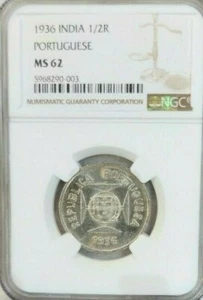 1936 INDIA 1/2R
PORTUGUESE
MS 62
5968290-003
NUMISMATIC GUARANTY CORPORATION
NGC
REPUBLICA PORTUGUESA
1936